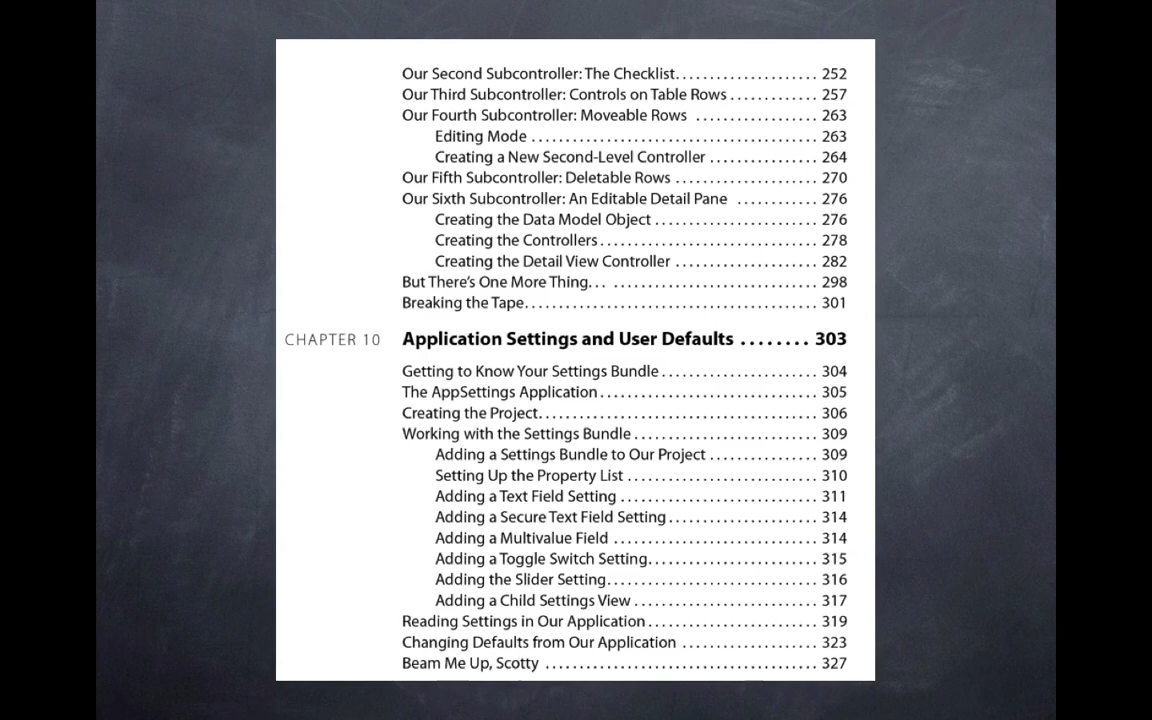 Our Second Subcontroller: The Checklist..................... 252
Our Third Subcontroller: Controls on Table Rows ............. 257
Our Fourth Subcontroller: Moveable Rows .................. 263
Editing Mode .......................................... 263
Creating a New Second-Level Controller ................ 264
Our Fifth Subcontroller: Deletable Rows ..................... 270
Our Sixth Subcontroller: An Editable Detail Pane ............ 276
Creating the Data Model Object ........................ 276
Creating the Controllers................................ 278
Creating the Detail View Controller ..................... 282
But There's One More Thing... .............................. 298
Breaking the Tape........................................... 301
CHAPTER 10 Application Settings and User Defaults ........ 303
Getting to Know Your Settings Bundle....................... 304
The AppSettings Application................................ 305
Creating the Project......................................... 306
Working with the Settings Bundle ........................... 309
Adding a Settings Bundle to Our Project ................ 309
Setting Up the Property List ............................ 310
Adding a Text Field Setting ............................. 311
Adding a Secure Text Field Setting...................... 314
Adding a Multivalue Field .............................. 314
Adding a Toggle Switch Setting......................... 315
Adding the Slider Setting............................... 316
Adding a Child Settings View ........................... 317
Reading Settings in Our Application ......................... 319
Changing Defaults from Our Application .................... 323
Beam Me Up, Scotty ........................................ 327